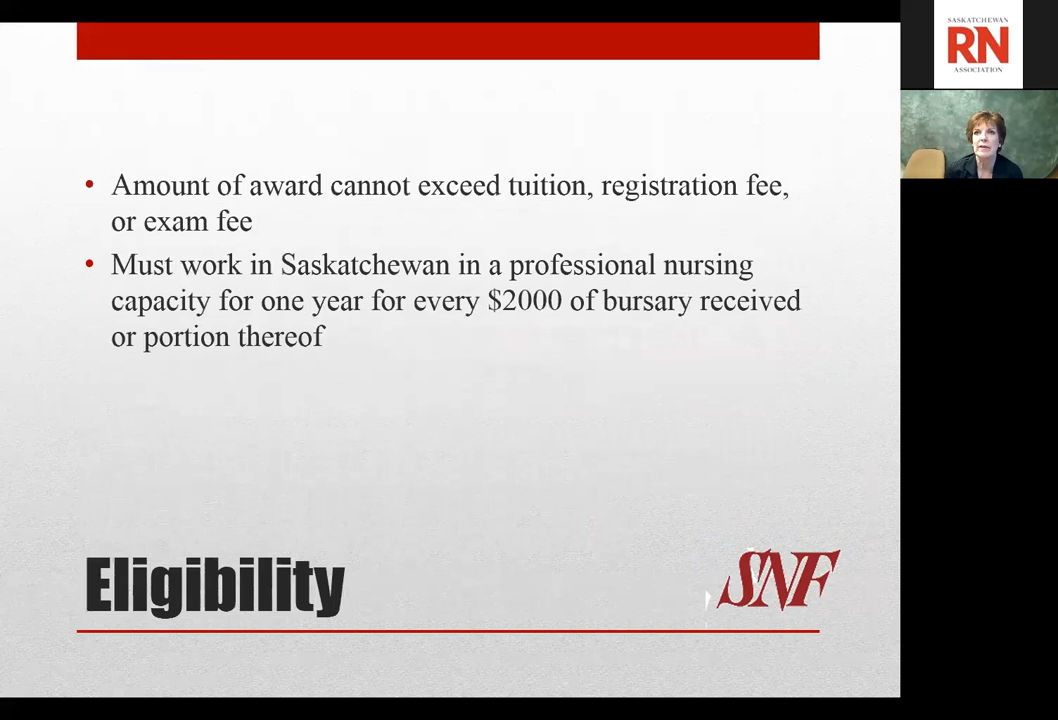 Amount of award cannot exceed tuition, registration fee,
or exam fee
Must work in Saskatchewan in a professional nursing
capacity for one year for every $2000 of bursary received
or portion thereof
Eligibility
SNF
SASKATCHEWAN
RN
ASSOCIATION